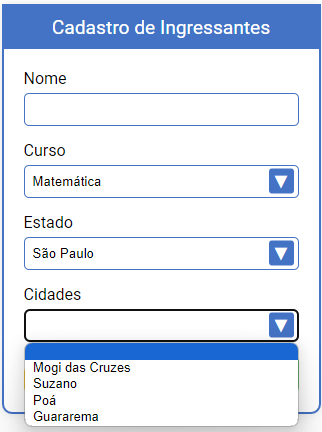 Cadastro de Ingressantes
Nome
Curso
Matemática
Estado
São Paulo
Cidades
Mogi das Cruzes
Suzano
Poá
Guararema